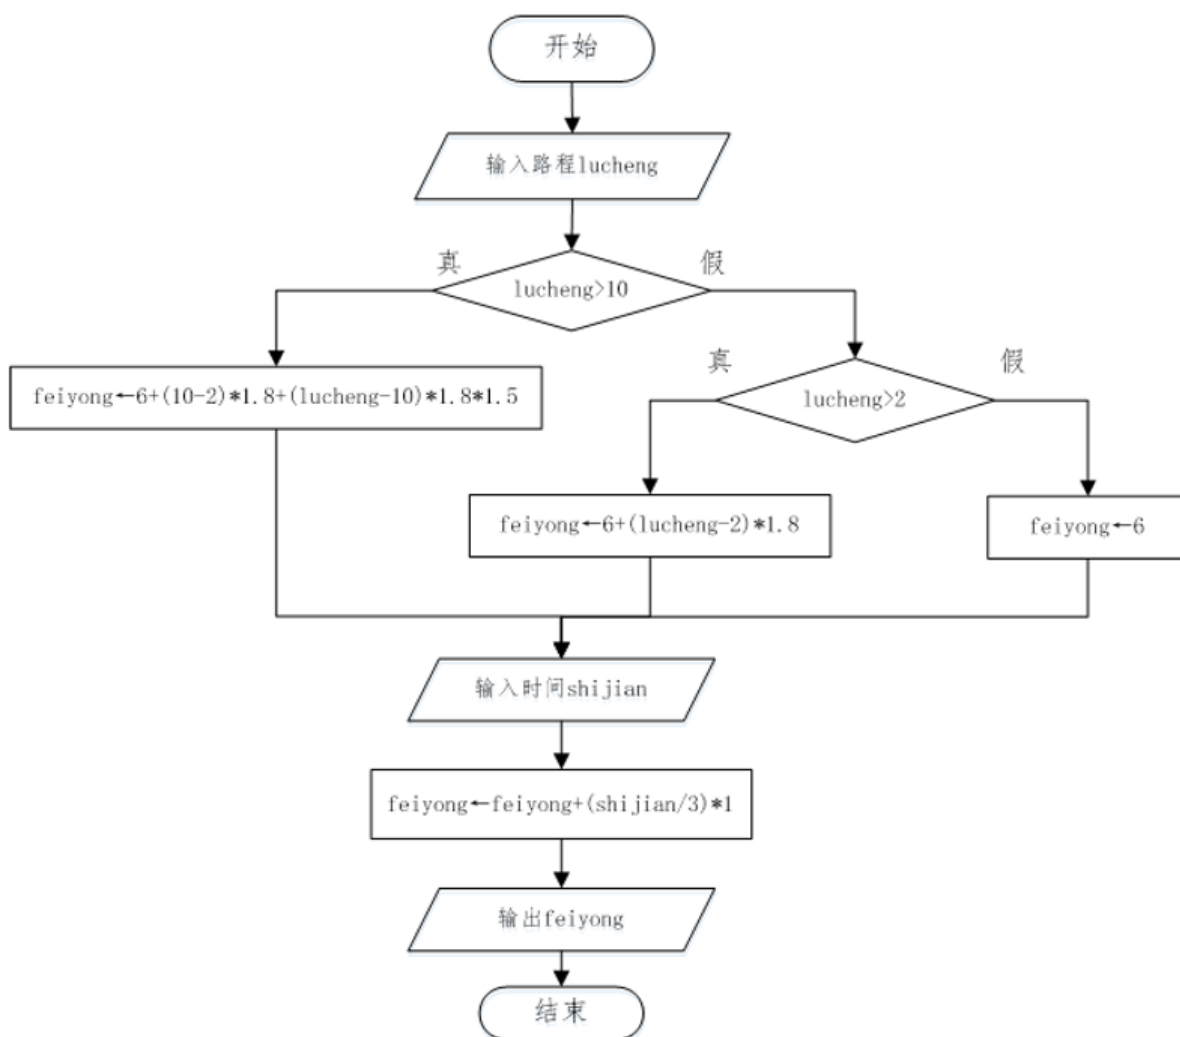 开始
输入路程lucheng
真
假
lucheng>10
feiyong←6+(10-2)*1.8+(lucheng-10)*1.8*1.5
真
假
lucheng>2
feiyong←6+(lucheng-2)*1.8
feiyong←6
输入时间shijian
feiyong←feiyong+(shijian/3)*1
输出feiyong
结束